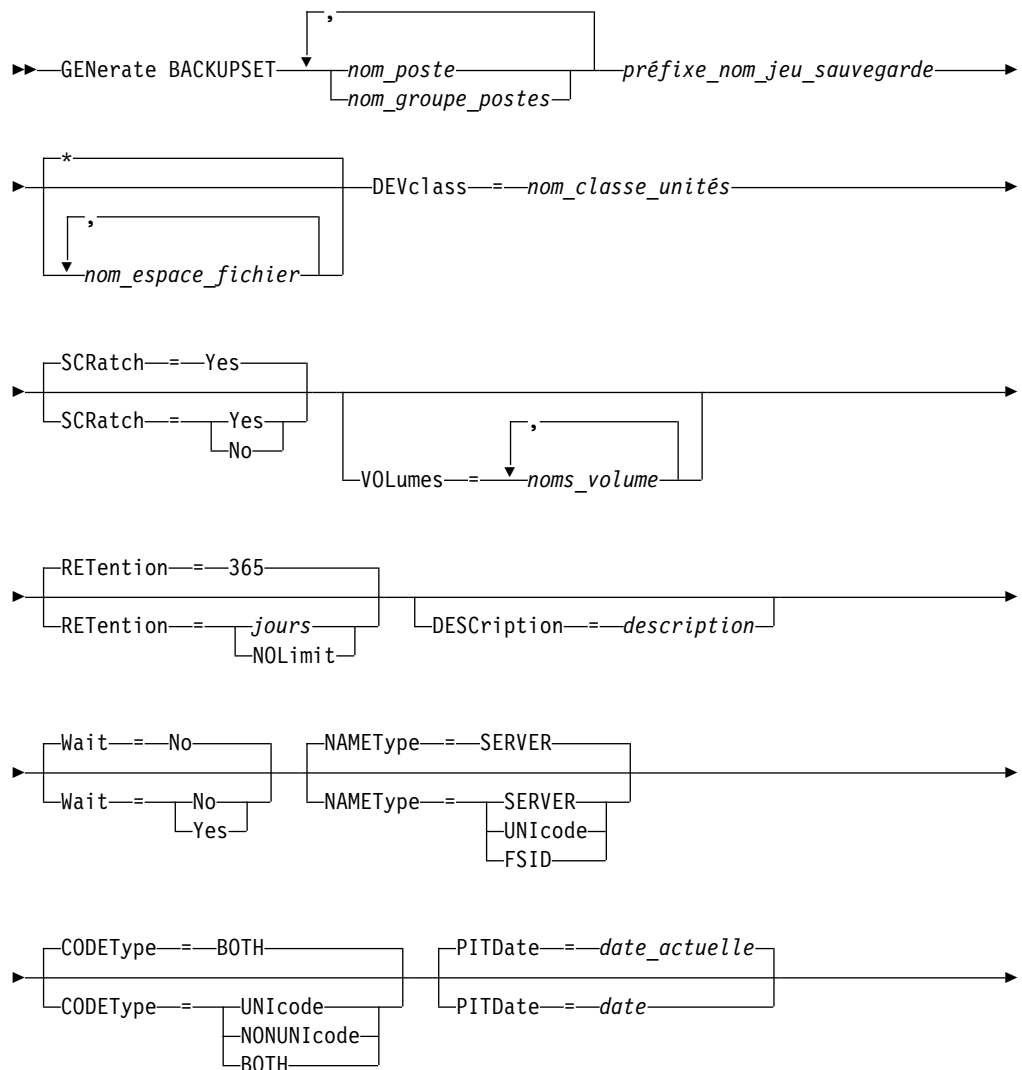 ,
GENerate BACKUPSET nom_poste préfixe_nom_jeu_sauvegarde
nom_groupe_postes
*
DEVclass = nom_classe_unités
,
nom_espace_fichier
SCRatch = Yes
SCRatch = Yes
No
,
VOLumes = noms_volume
RETention = 365
RETention = jours
NOLimit
DESCription = description
Wait = No NAMEType = SERVER
Wait = No NAMEType = SERVER
Yes UNIcode
FSID
CODEType = BOTH PITDate = date_actuelle
CODEType = UNIcode PITDate = date
NONUNIcode
BOTH